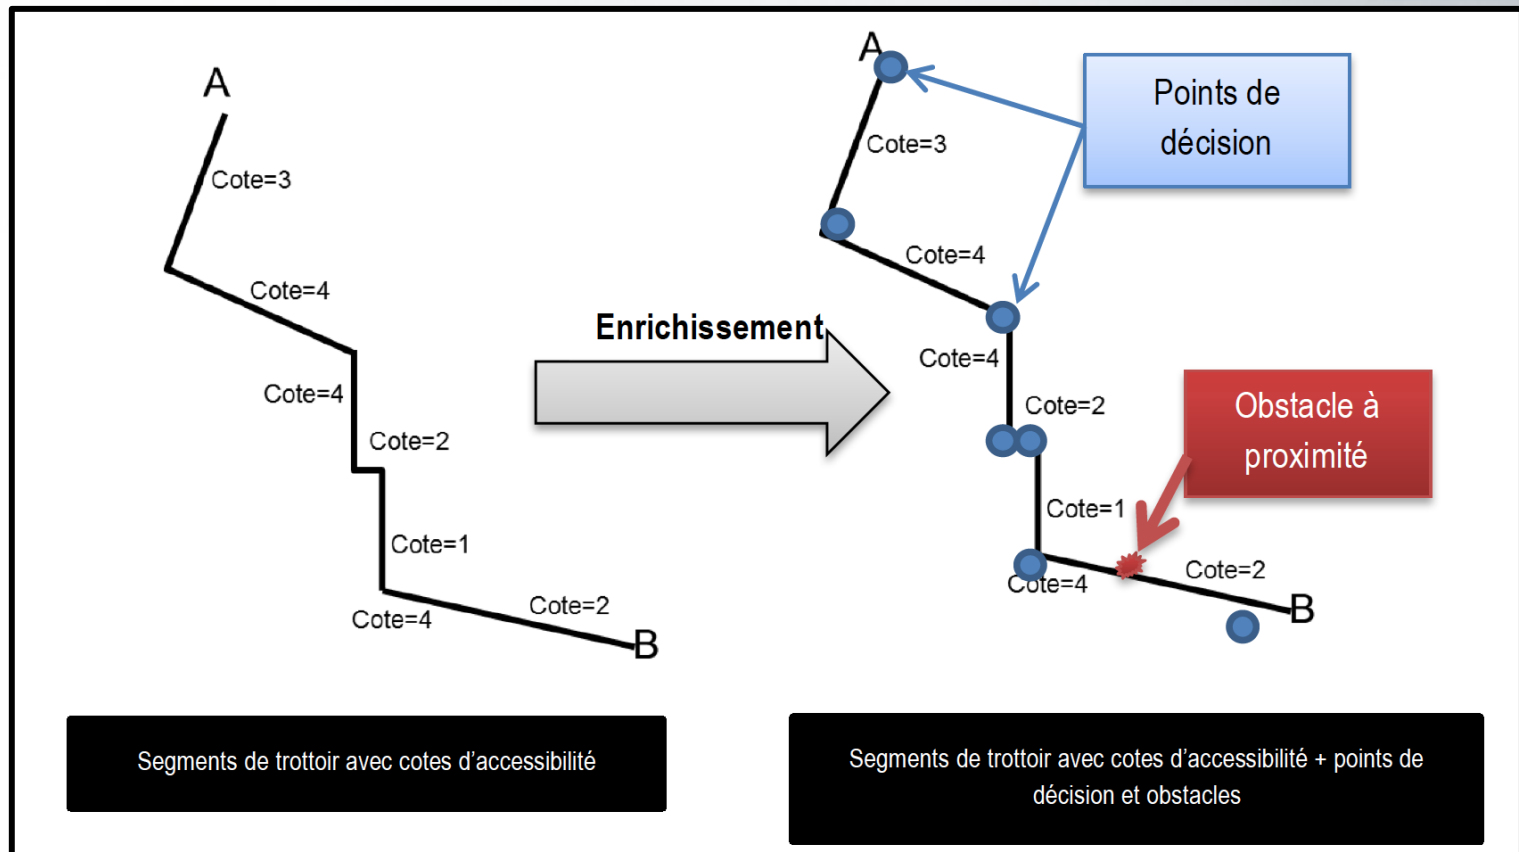 A
Cote=3
Cote=4
Cote=4
Cote=2
Cote=1
Cote=4
Cote=2
B
Segments de trottoir avec cotes d’accessibilité
Enrichissement
A
Points de
décision
Cote=3
Cote=4
Cote=4
Cote=2
Obstacle à
proximité
Cote=1
Cote=4
Cote=2
B
Segments de trottoir avec cotes d’accessibilité + points de
décision et obstacles